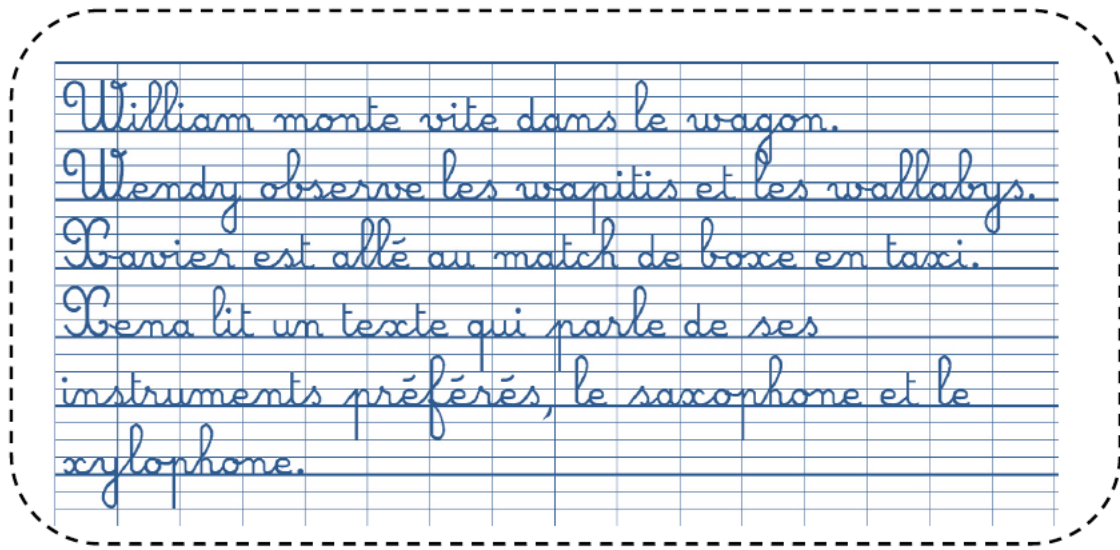 William monte vite dans le wagon.
Wendy observe les wapitis et les wallabys.
Xavier est allé au match de boxe en taxi.
Xena lit un texte qui parle de ses
instruments préférés, le saxophone et le
xylophone.